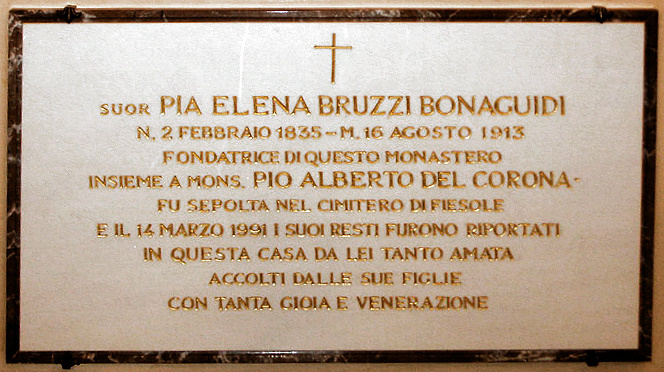 SUOR PIA ELENA BRUZZI BONAGUIDI
N. 2 FEBBRAIO 1835 - M. 16 AGOSTO 1913
FONDATRICE DI QUESTO MONASTERO
INSIEME A MONS. PIO ALBERTO DEL CORONA-
FU SEPOLTA NEL CIMITERO DI FIESOLE
E IL 14 MARZO 1991 I SUOI RESTI FURONO RIPORTATI
IN QUESTA CASA DA LEI TANTO AMATA
ACCOLTI DALLE SUE FIGLIE
CON TANTA GIOIA E VENERAZIONE